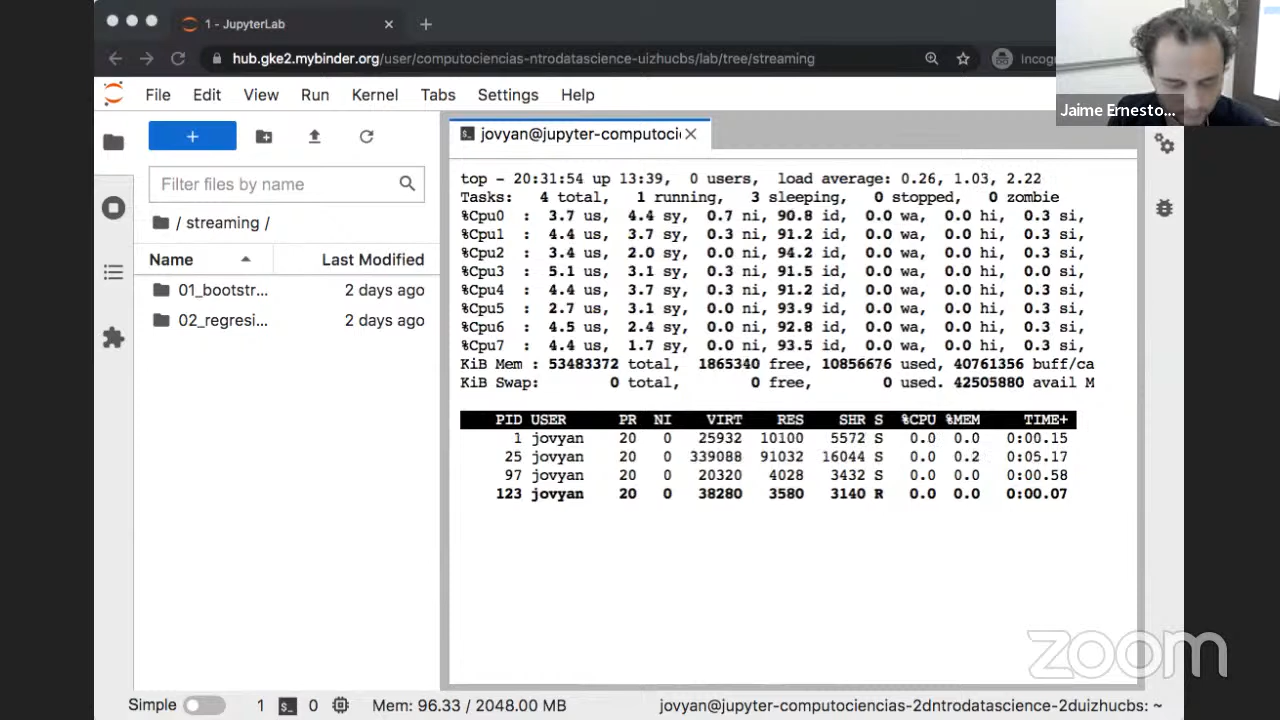 1 - JupyterLab
hub.gke2.mybinder.org/user/computociencias-ntrodatascience-uizhucbs/lab/tree/streaming
Jaime Ernesto...
File Edit View Run Kernel Tabs Settings Help
jovyan@jupyter-computoci
Filter files by name
/ streaming /
Name Last Modified
01_bootstr... 2 days ago
02_regresi... 2 days ago
top - 20:31:54 up 13:39, 0 users, load average: 0.26, 1.03, 2.22
Tasks: 4 total, 1 running, 3 sleeping, 0 stopped, 0 zombie
%Cpu0 : 3.7 us, 4.4 sy, 0.7 ni, 90.8 id, 0.0 wa, 0.0 hi, 0.3 si,
%Cpu1 : 4.4 us, 3.7 sy, 0.3 ni, 91.2 id, 0.0 wa, 0.0 hi, 0.3 si,
%Cpu2 : 3.4 us, 2.0 sy, 0.0 ni, 94.2 id, 0.0 wa, 0.0 hi, 0.3 si,
%Cpu3 : 5.1 us, 3.1 sy, 0.3 ni, 91.5 id, 0.0 wa, 0.0 hi, 0.0 si,
%Cpu4 : 4.4 us, 3.7 sy, 0.3 ni, 91.2 id, 0.0 wa, 0.0 hi, 0.3 si,
%Cpu5 : 2.7 us, 3.1 sy, 0.0 ni, 93.9 id, 0.0 wa, 0.0 hi, 0.3 si,
%Cpu6 : 4.5 us, 2.4 sy, 0.0 ni, 92.8 id, 0.0 wa, 0.0 hi, 0.3 si,
%Cpu7 : 4.4 us, 1.7 sy, 0.0 ni, 93.5 id, 0.0 wa, 0.0 hi, 0.3 si,
KiB Mem : 53483372 total, 1865340 free, 10856676 used, 40761356 buff/ca
KiB Swap: 0 total, 0 free, 0 used. 42505880 avail M
PID USER PR NI VIRT RES SHR S %CPU %MEM TIME+
1 jovyan 20 0 25932 10100 5572 S 0.0 0.0 0:00.15
25 jovyan 20 0 339088 91032 16044 S 0.0 0.2 0:05.17
97 jovyan 20 0 20320 4028 3432 S 0.0 0.0 0:00.58
123 jovyan 20 0 38280 3580 3140 R 0.0 0.0 0:00.07
zoom
Simple 1 0 Mem: 96.33 / 2048.00 MB jovyan@jupyter-computociencias-2dntrodatascience-2duizhucbs: ~